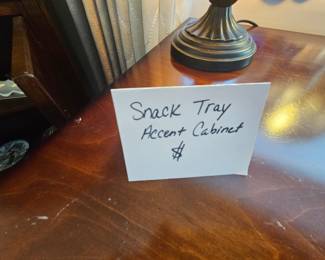 Snack Tray
Accent Cabinet
$